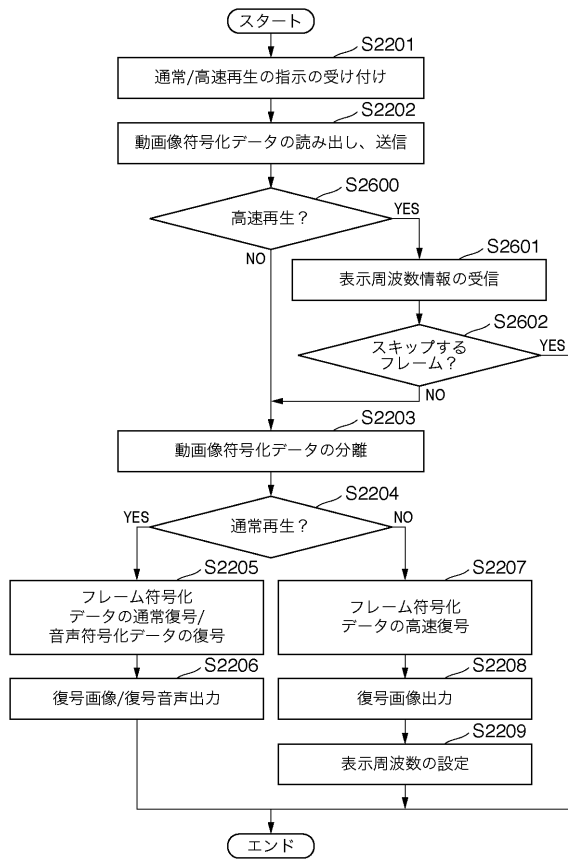 スタート
S2201
通常/高速再生の指示の受け付け
S2202
動画像符号化データの読み出し、送信
S2600
高速再生？
YES
NO
S2601
表示周波数情報の受信
S2602
スキップする
フレーム？
YES
NO
S2203
動画像符号化データの分離
S2204
通常再生？
YES
NO
S2205
フレーム符号化
データの通常復号/
音声符号化データの復号
S2207
フレーム符号化
データの高速復号
S2206
復号画像/復号音声出力
S2208
復号画像出力
S2209
表示周波数の設定
エンド